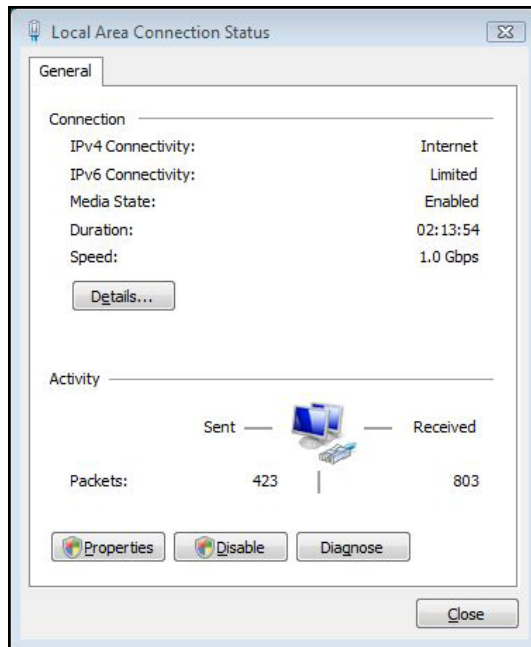 Local Area Connection Status
General
Connection
IPv4 Connectivity: Internet
IPv6 Connectivity: Limited
Media State: Enabled
Duration: 02:13:54
Speed: 1.0 Gbps
Details...
Activity
Sent Received
Packets: 423 803
Properties Disable Diagnose
Close